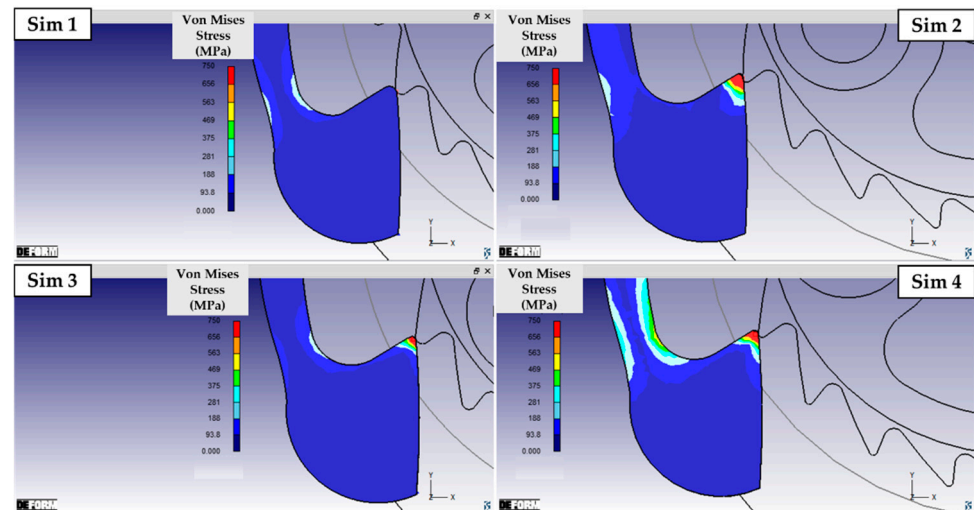 Sim 1
Von Mises
Stress
(MPa)
750
656
563
469
375
281
188
93.8
0.000
Y
Z
X
DEFORM
Sim 2
Von Mises
Stress
(MPa)
750
656
563
469
375
281
188
93.8
0.000
Y
Z
X
DEFORM
Sim 3
Von Mises
Stress
(MPa)
750
656
563
469
375
281
188
93.8
0.000
Y
Z
X
DEFORM
Sim 4
Von Mises
Stress
(MPa)
750
656
563
469
375
281
188
93.8
0.000
Y
Z
X
DEFORM